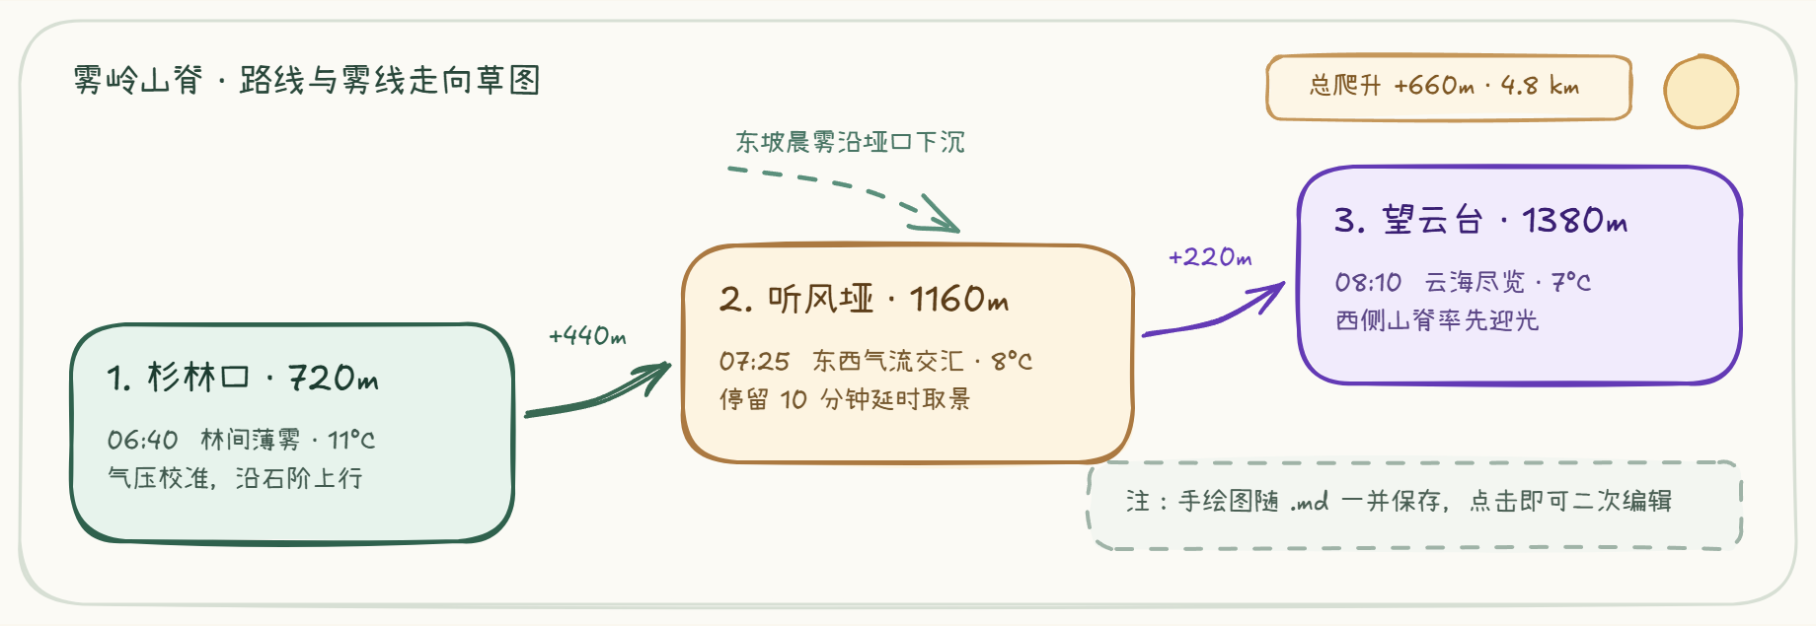 雾岭山脊 · 路线与雾线走向草图
总爬升 +660m · 4.8 km
东坡晨雾沿垭口下沉
1. 杉林口 · 720m
06:40 林间薄雾 · 11°C
气压校准，沿石阶上行
+440m
2. 听风垭 · 1160m
07:25 东西气流交汇 · 8°C
停留 10 分钟延时取景
+220m
3. 望云台 · 1380m
08:10 云海尽览 · 7°C
西侧山脊率先迎光
注：手绘图随 .md 一并保存，点击即可二次编辑